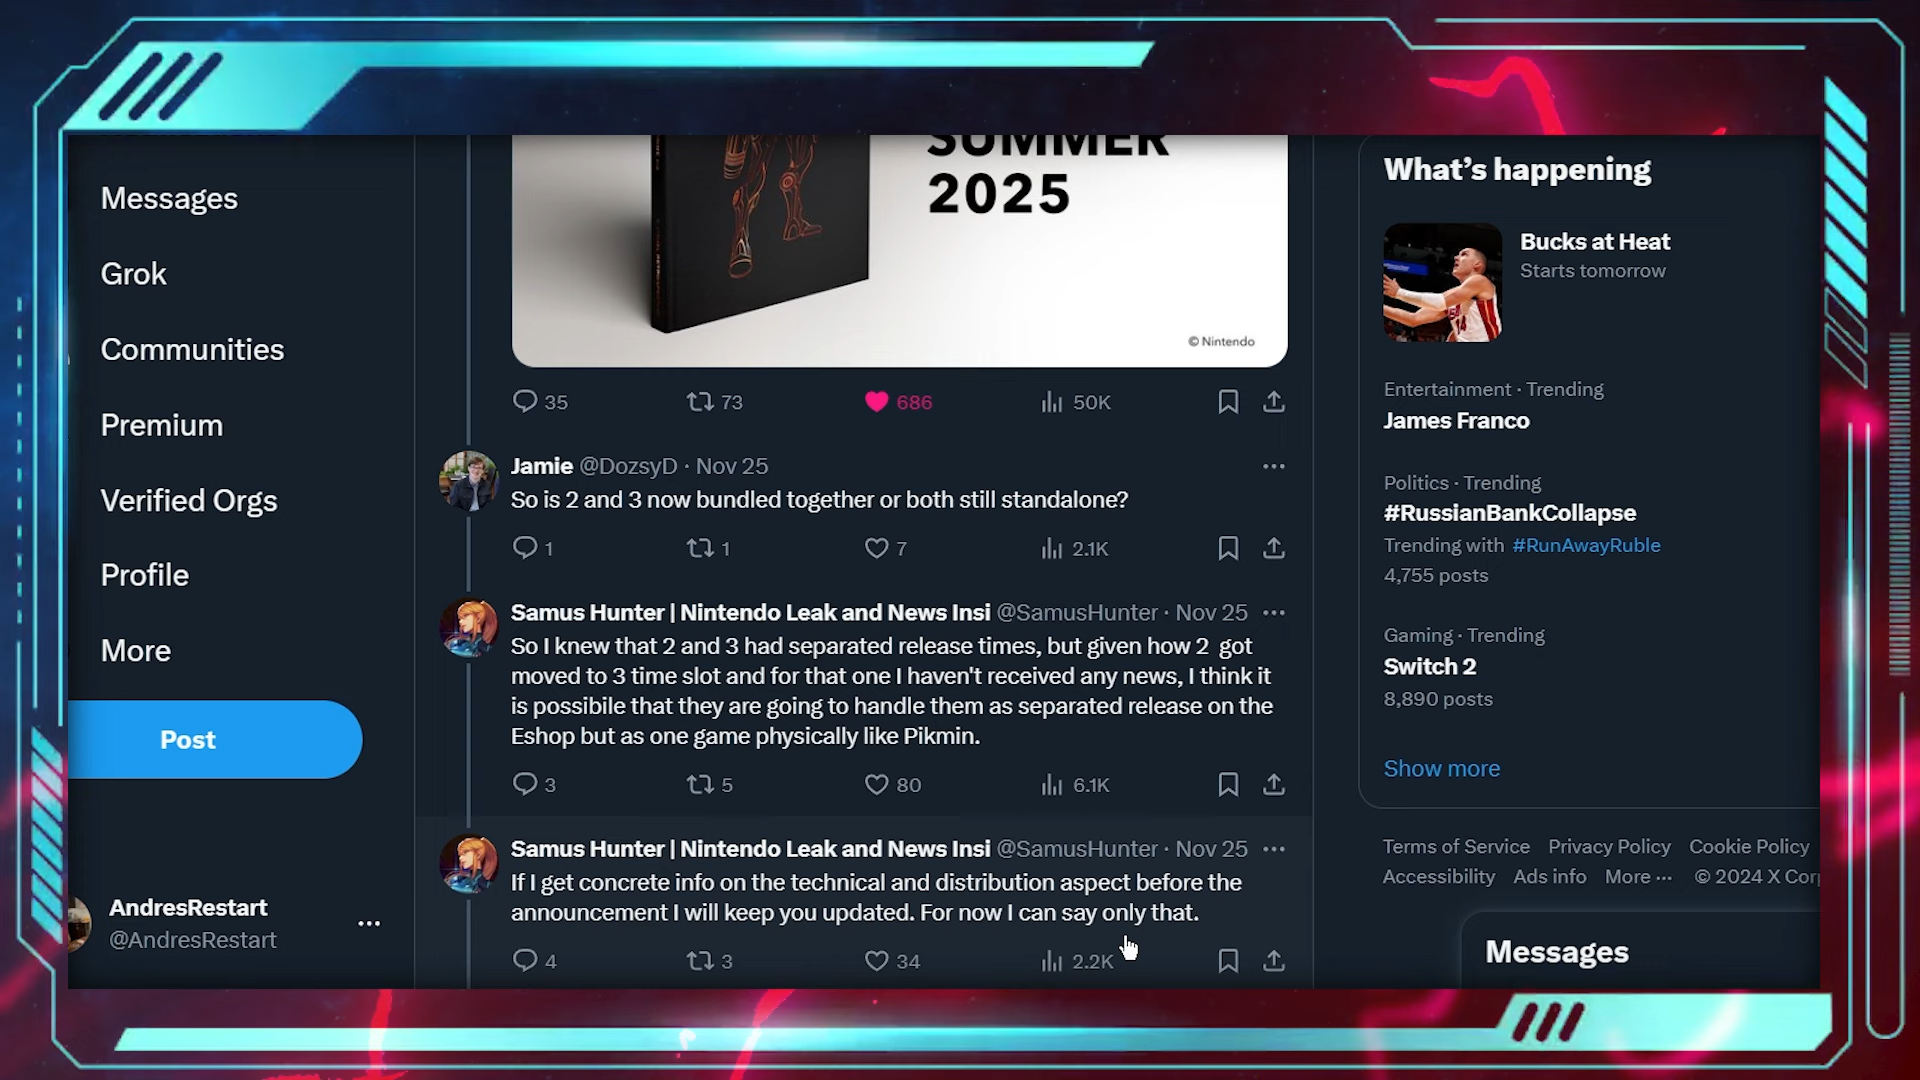 Messages
Grok
Communities
Premium
Verified Orgs
Profile
More
Post
AndresRestart
@AndresRestart
SUMMER
2025
© Nintendo
35 73 686 50K
Jamie @DozsyD · Nov 25
So is 2 and 3 now bundled together or both still standalone?
1 1 7 2.1K
Samus Hunter | Nintendo Leak and News Insi @SamusHunter · Nov 25
So I knew that 2 and 3 had separated release times, but given how 2 got
moved to 3 time slot and for that one I haven't received any news, I think it
is possibile that they are going to handle them as separated release on the
Eshop but as one game physically like Pikmin.
3 5 80 6.1K
Samus Hunter | Nintendo Leak and News Insi @SamusHunter · Nov 25
If I get concrete info on the technical and distribution aspect before the
announcement I will keep you updated. For now I can say only that.
4 3 34 2.2K
What's happening
Bucks at Heat
Starts tomorrow
Entertainment · Trending
James Franco
Politics · Trending
#RussianBankCollapse
Trending with #RunAwayRuble
4,755 posts
Gaming · Trending
Switch 2
8,890 posts
Show more
Terms of Service Privacy Policy Cookie Policy
Accessibility Ads info More ··· © 2024 X Corp
Messages